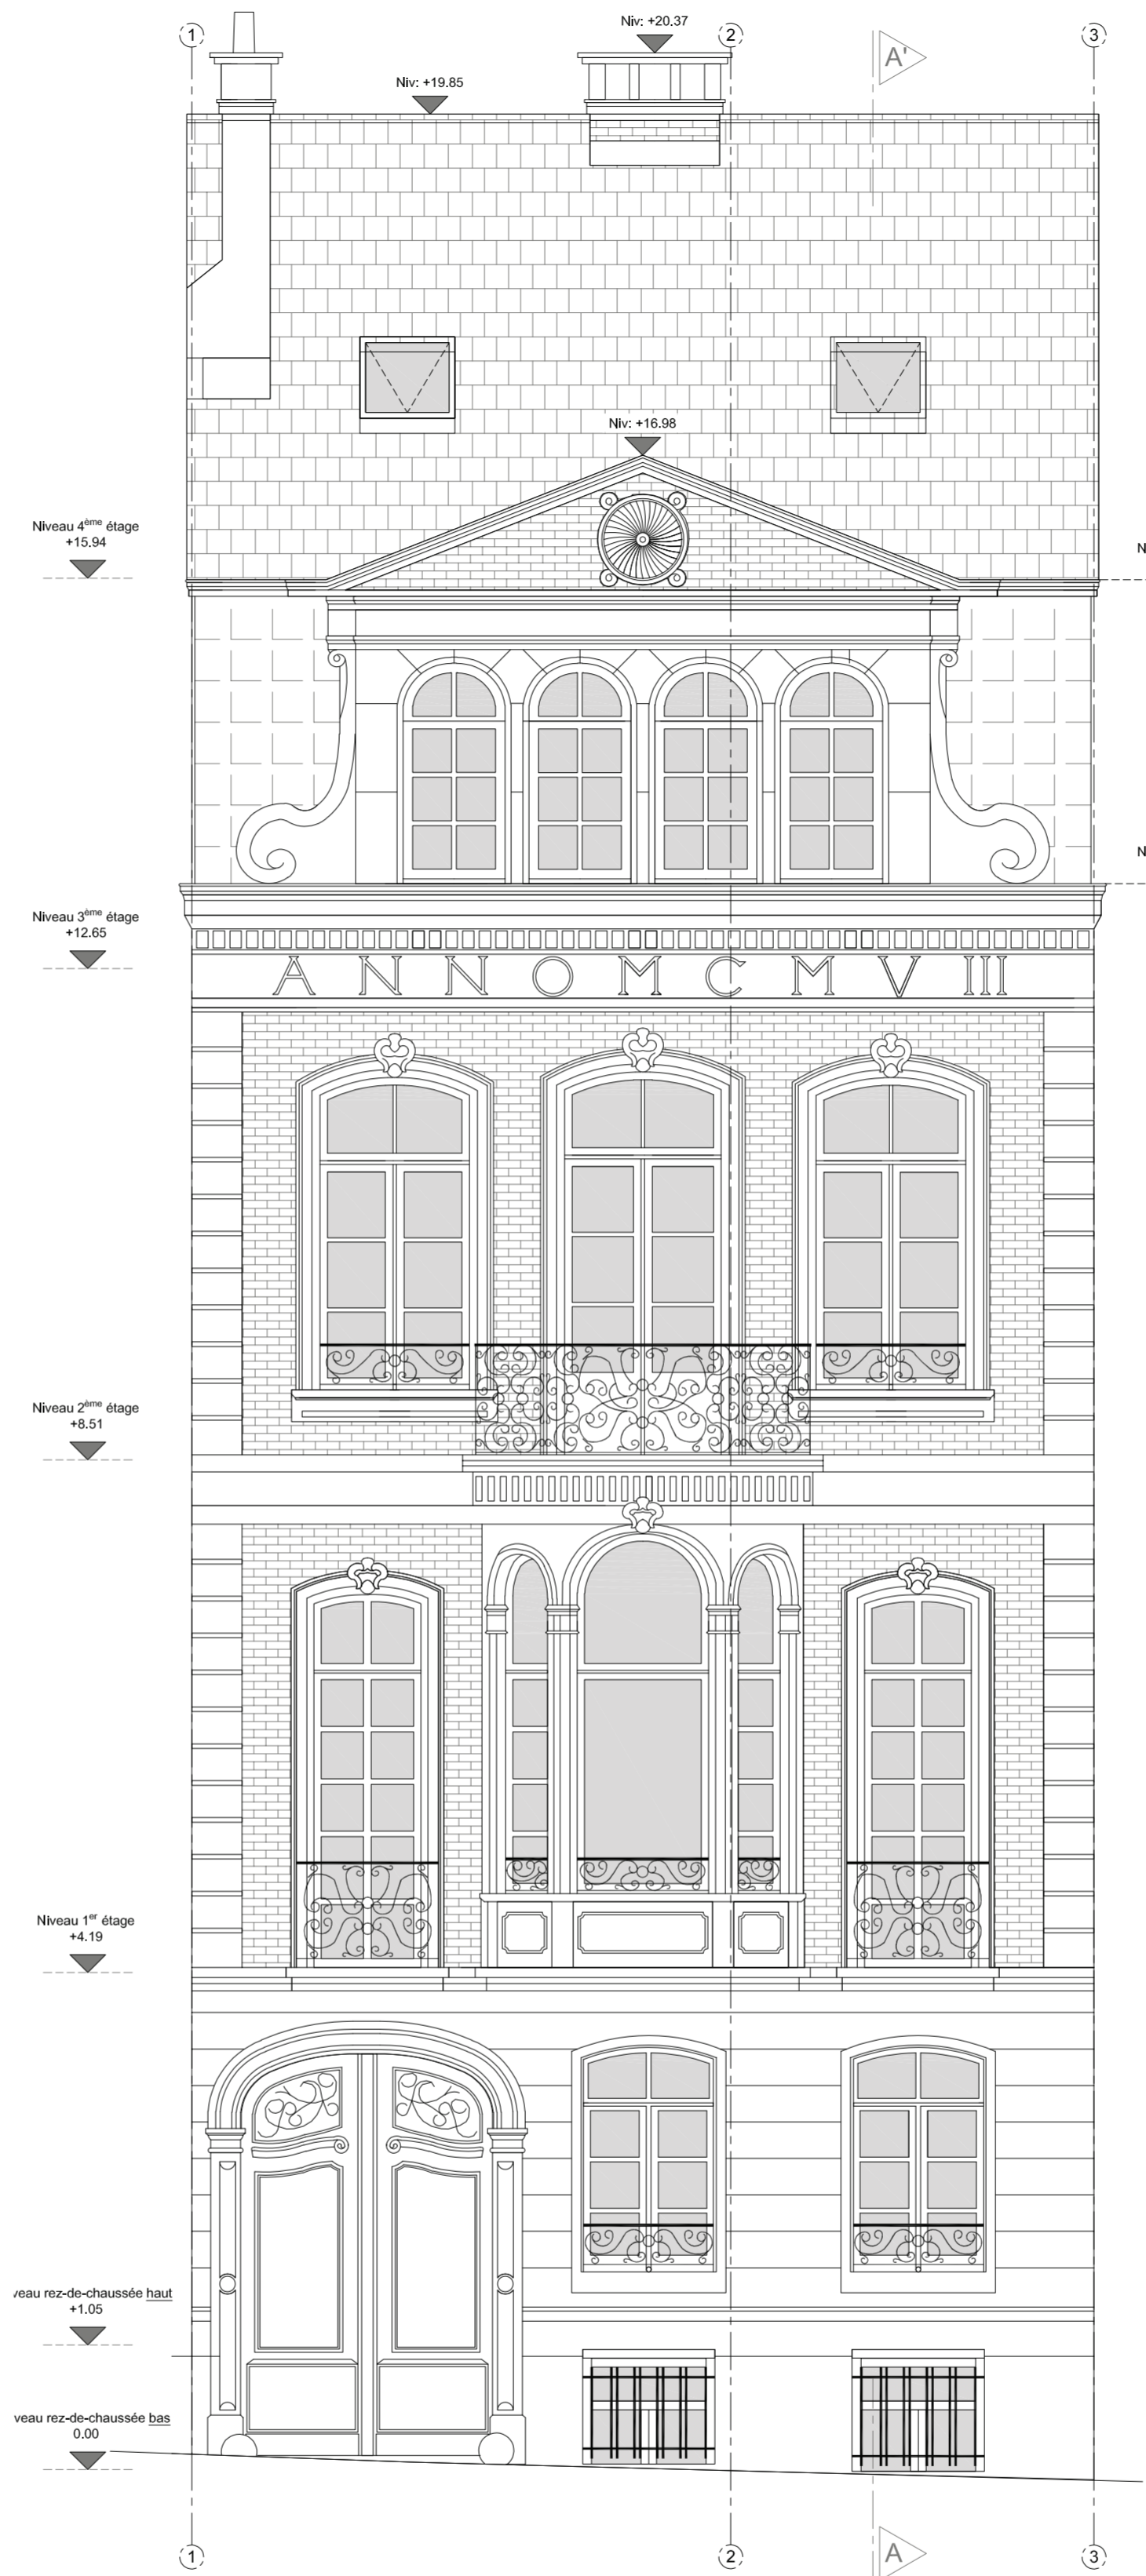 1
Niv: +20.37
2
3
A'
Niv: +19.85
Niv: +16.98
Niveau 4ème étage
+15.94
N
N
Niveau 3ème étage
+12.65
ANNO MCMVIII
Niveau 2ème étage
+8.51
Niveau 1er étage
+4.19
veau rez-de-chaussée haut
+1.05
veau rez-de-chaussée bas
0.00
1
2
A
3